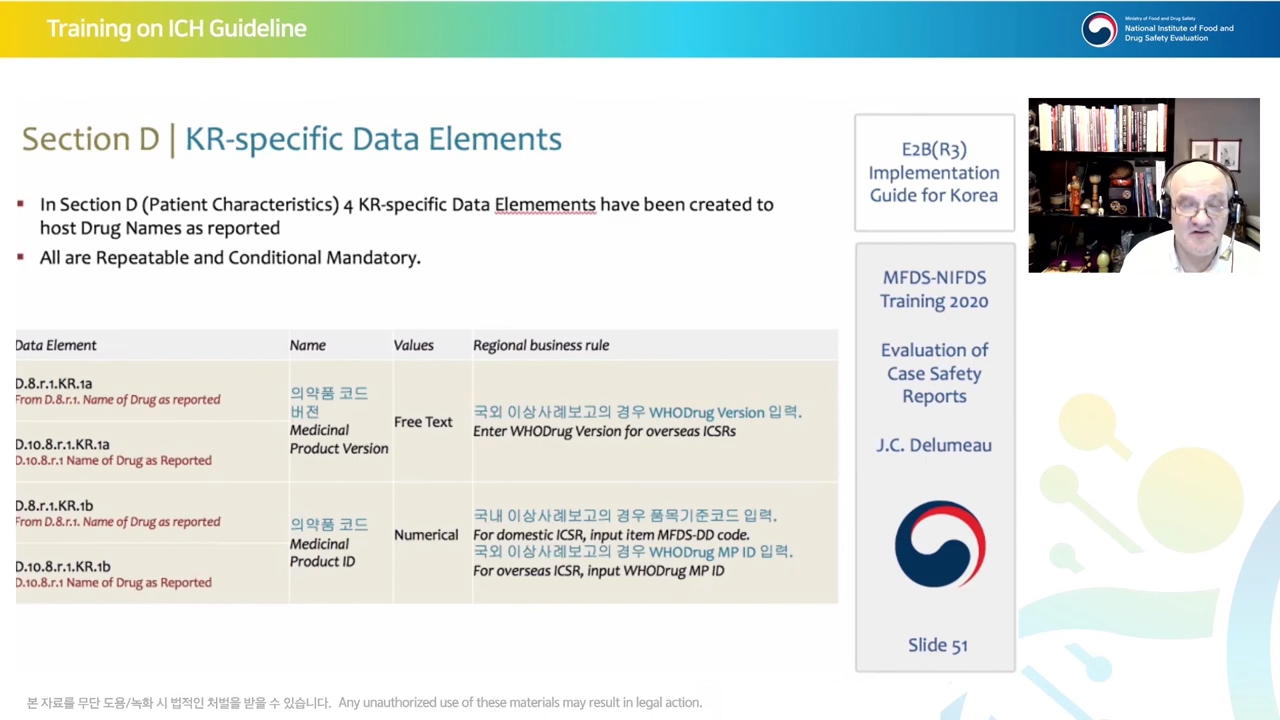 Training on ICH Guideline
Ministry of Food and Drug Safety
National Institute of Food and
Drug Safety Evaluation
Section D | KR-specific Data Elements
▪ In Section D (Patient Characteristics) 4 KR-specific Data Elemements have been created to
host Drug Names as reported
▪ All are Repeatable and Conditional Mandatory.
Data Element Name Values Regional business rule
D.8.r.1.KR.1a
From D.8.r.1. Name of Drug as reported
D.10.8.r.1.KR.1a
D.10.8.r.1 Name of Drug as Reported
의약품 코드
버전
Medicinal
Product Version
Free Text
국외 이상사례보고의 경우 WHODrug Version 입력.
Enter WHODrug Version for overseas ICSRs
D.8.r.1.KR.1b
From D.8.r.1. Name of Drug as reported
D.10.8.r.1.KR.1b
D.10.8.r.1 Name of Drug as Reported
의약품 코드
Medicinal
Product ID
Numerical
국내 이상사례보고의 경우 품목기준코드 입력.
For domestic ICSR, input item MFDS-DD code.
국외 이상사례보고의 경우 WHODrug MP ID 입력.
For overseas ICSR, input WHODrug MP ID
E2B(R3)
Implementation
Guide for Korea
MFDS-NIFDS
Training 2020
Evaluation of
Case Safety
Reports
J.C. Delumeau
Slide 51
본 자료를 무단 도용/녹화 시 법적인 처벌을 받을 수 있습니다. Any unauthorized use of these materials may result in legal action.